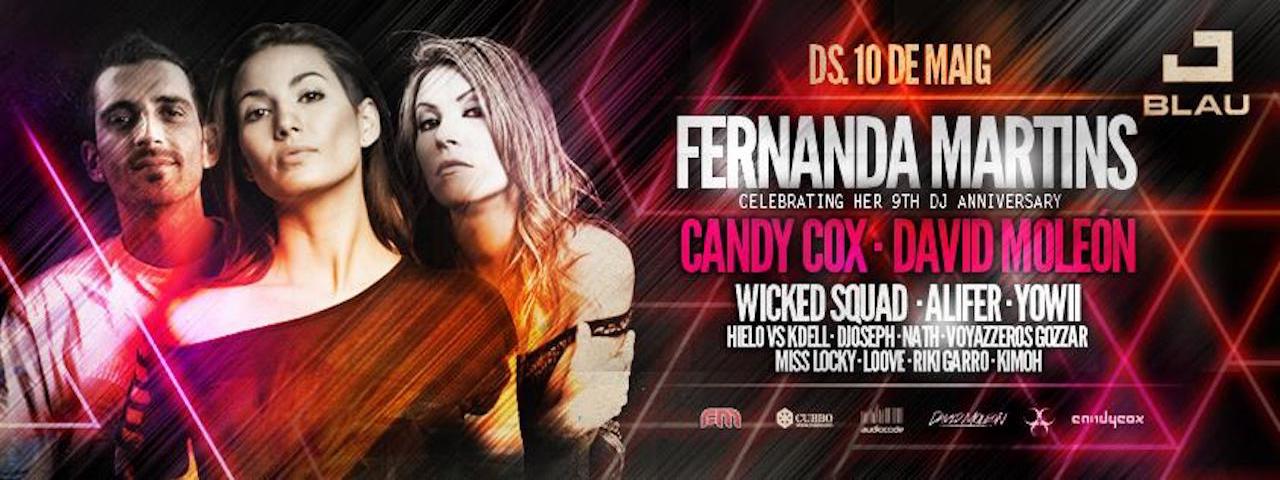 DS. 10 DE MAIG
BLAU
FERNANDA MARTINS
CELEBRATING HER 9TH DJ ANNIVERSARY
CANDY COX · DAVID MOLEÓN
WICKED SQUAD · ALIFER · YOWII
HIELO VS KDELL · DJOSEPH · NATH · VOYAZZEROS GOZZAR
MISS LOCKY · LOOVE · RIKI GARRO · KIMOH
FM CUBBO audiocode DAVID MOLEÓN candycox